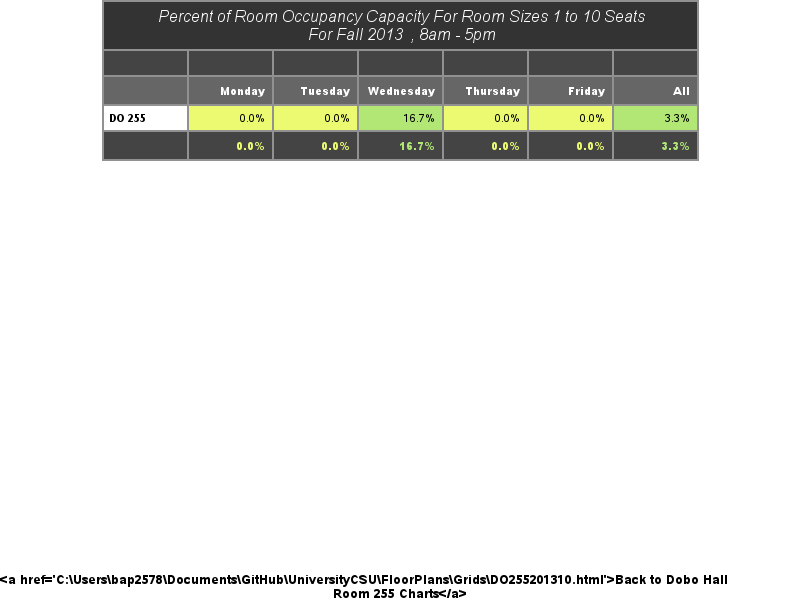 Percent of Room Occupancy Capacity For Room Sizes 1 to 10 Seats
For Fall 2013 , 8am - 5pm
Monday Tuesday Wednesday Thursday Friday All
DO 255 0.0% 0.0% 16.7% 0.0% 0.0% 3.3%
0.0% 0.0% 16.7% 0.0% 0.0% 3.3%
<a href='C:\Users\bap2578\Documents\GitHub\UniversityCSU\FloorPlans\Grids\DO255201310.html'>Back to Dobo Hall
Room 255 Charts</a>